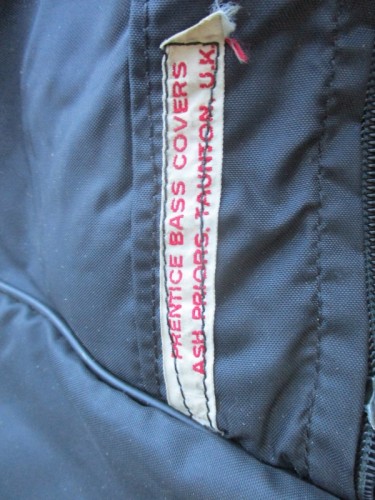 PRENTICE BASS COVERS
ASH PRIORS, TAUNTON, U.K